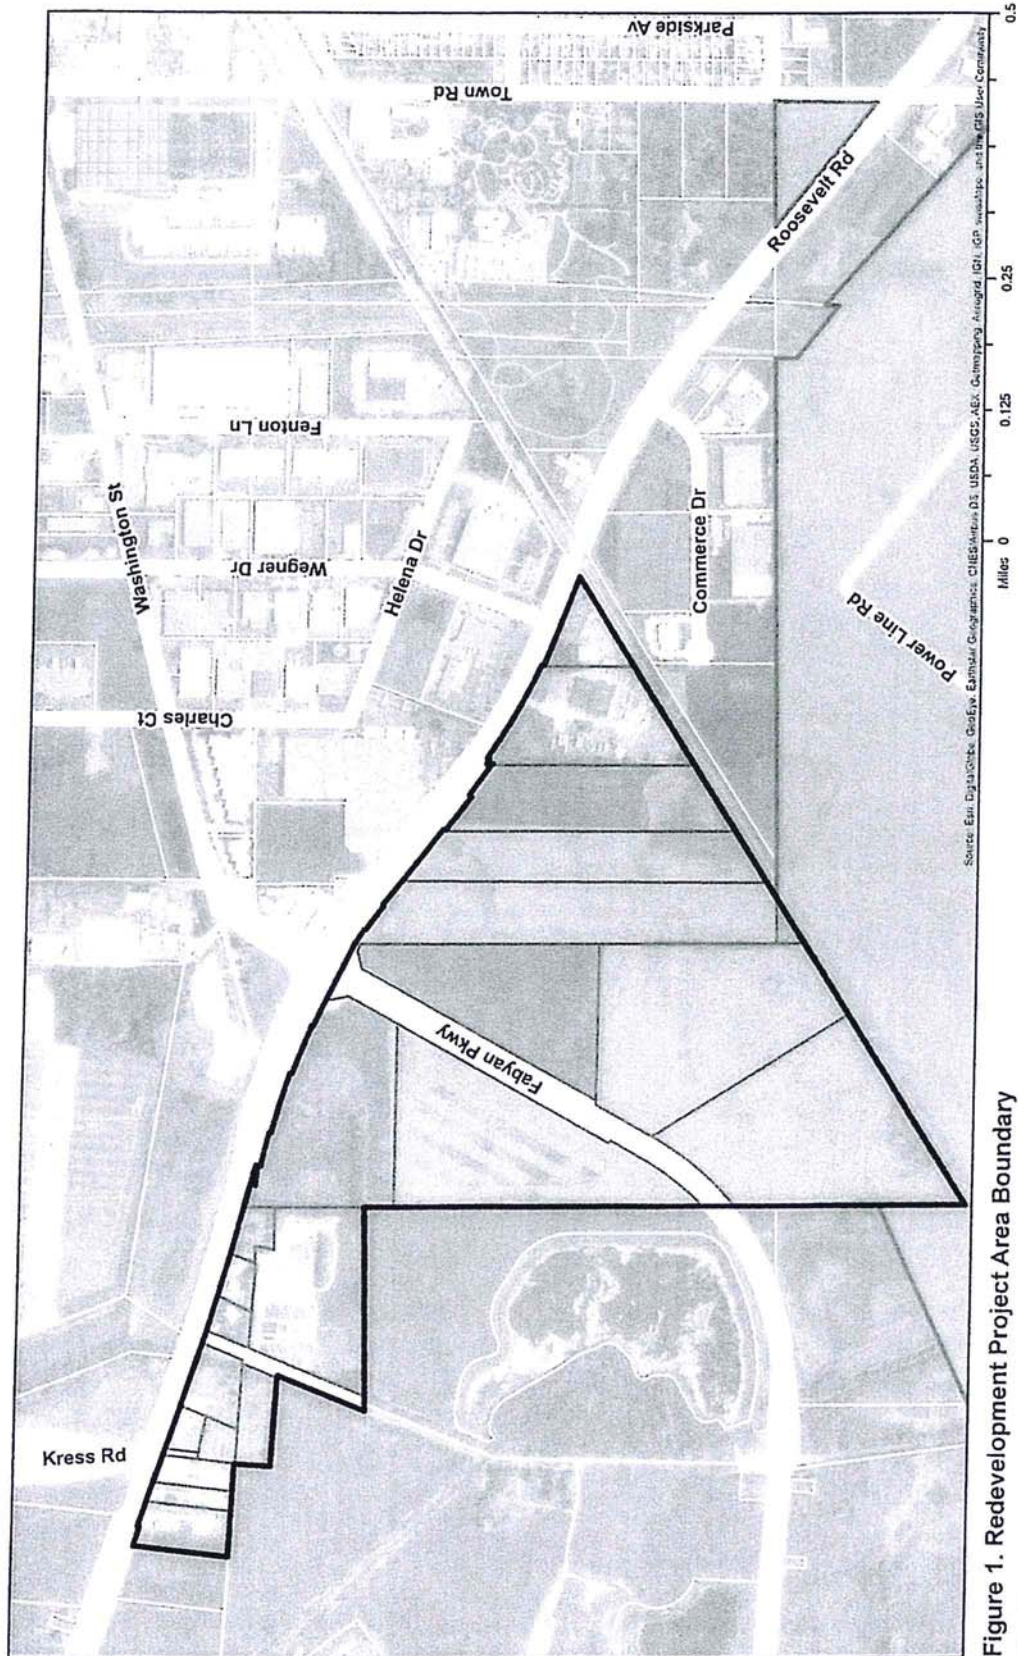 Parkside Av
Town Rd
Roosevelt Rd
Fenton Ln
Washington St
Wegner Dr
Helena Dr
Commerce Dr
Charles Ct
Power Line Rd
Fabyan Pkwy
Kress Rd
Source: Esri, DigitalGlobe, GeoEye, Earthstar Geographics, CNES/Airbus DS, USDA, USGS, AEX, Getmapping, Aerogrid, IGN, IGP, swisstopo, and the GIS User Community
Miles
0 0.125 0.25 0.5
Figure 1. Redevelopment Project Area Boundary